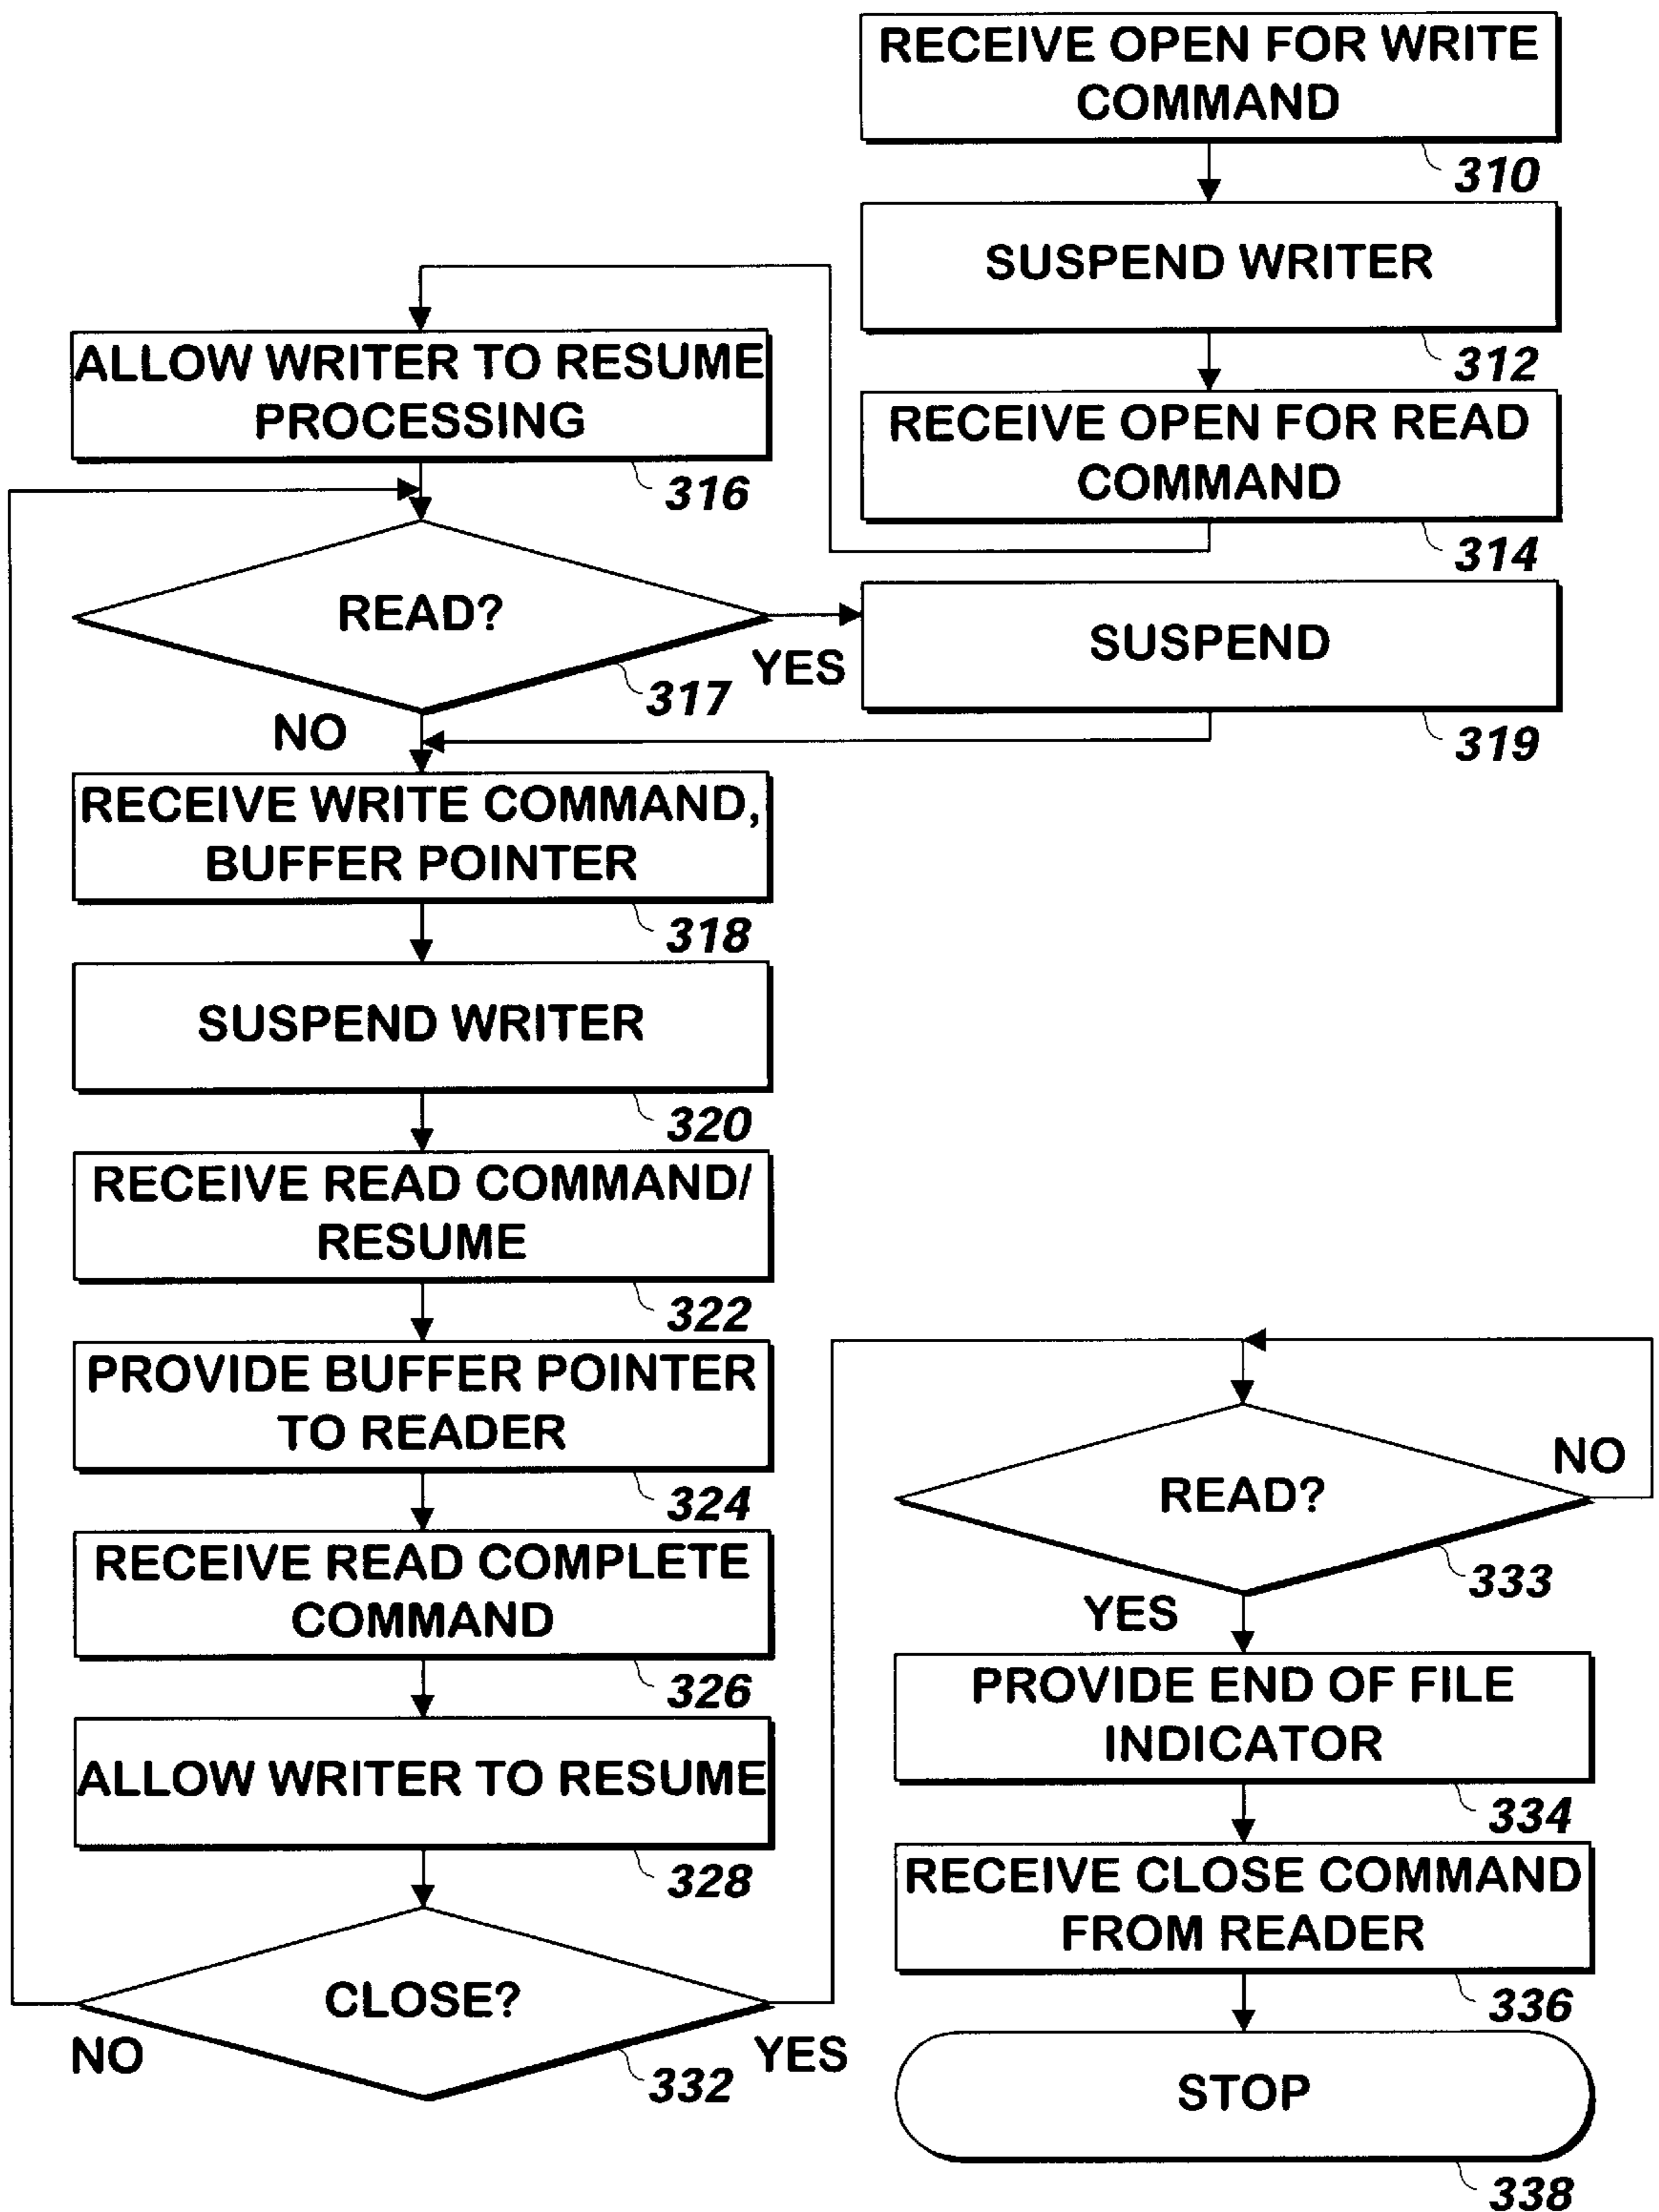 RECEIVE OPEN FOR WRITE
COMMAND
310
SUSPEND WRITER
312
RECEIVE OPEN FOR READ
COMMAND
314
ALLOW WRITER TO RESUME
PROCESSING
316
READ?
317
YES
NO
SUSPEND
319
RECEIVE WRITE COMMAND,
BUFFER POINTER
318
SUSPEND WRITER
320
RECEIVE READ COMMAND/
RESUME
322
PROVIDE BUFFER POINTER
TO READER
324
RECEIVE READ COMPLETE
COMMAND
326
ALLOW WRITER TO RESUME
328
CLOSE?
NO
332
YES
READ?
NO
333
YES
PROVIDE END OF FILE
INDICATOR
334
RECEIVE CLOSE COMMAND
FROM READER
336
STOP
338